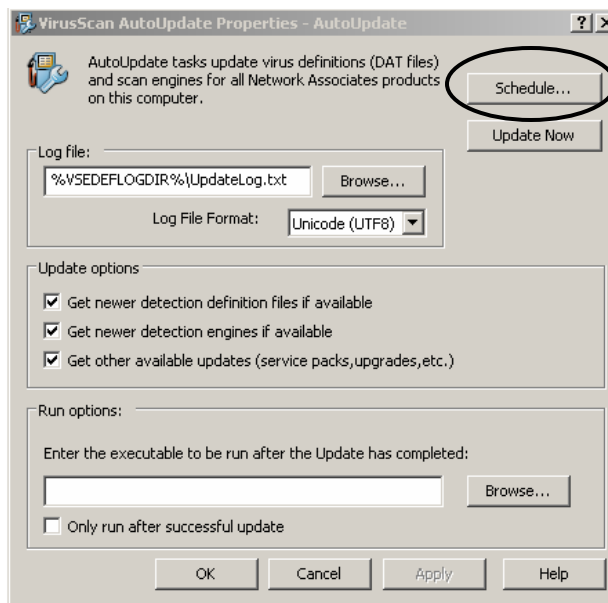 VirusScan AutoUpdate Properties - AutoUpdate
AutoUpdate tasks update virus definitions (DAT files)
and scan engines for all Network Associates products
on this computer.
Schedule...
Update Now
Log file:
%VSEDEFLOGDIR%\UpdateLog.txt
Browse...
Log File Format:
Unicode (UTF8)
Update options
Get newer detection definition files if available
Get newer detection engines if available
Get other available updates (service packs,upgrades,etc.)
Run options:
Enter the executable to be run after the Update has completed:
Browse...
Only run after successful update
OK
Cancel
Apply
Help